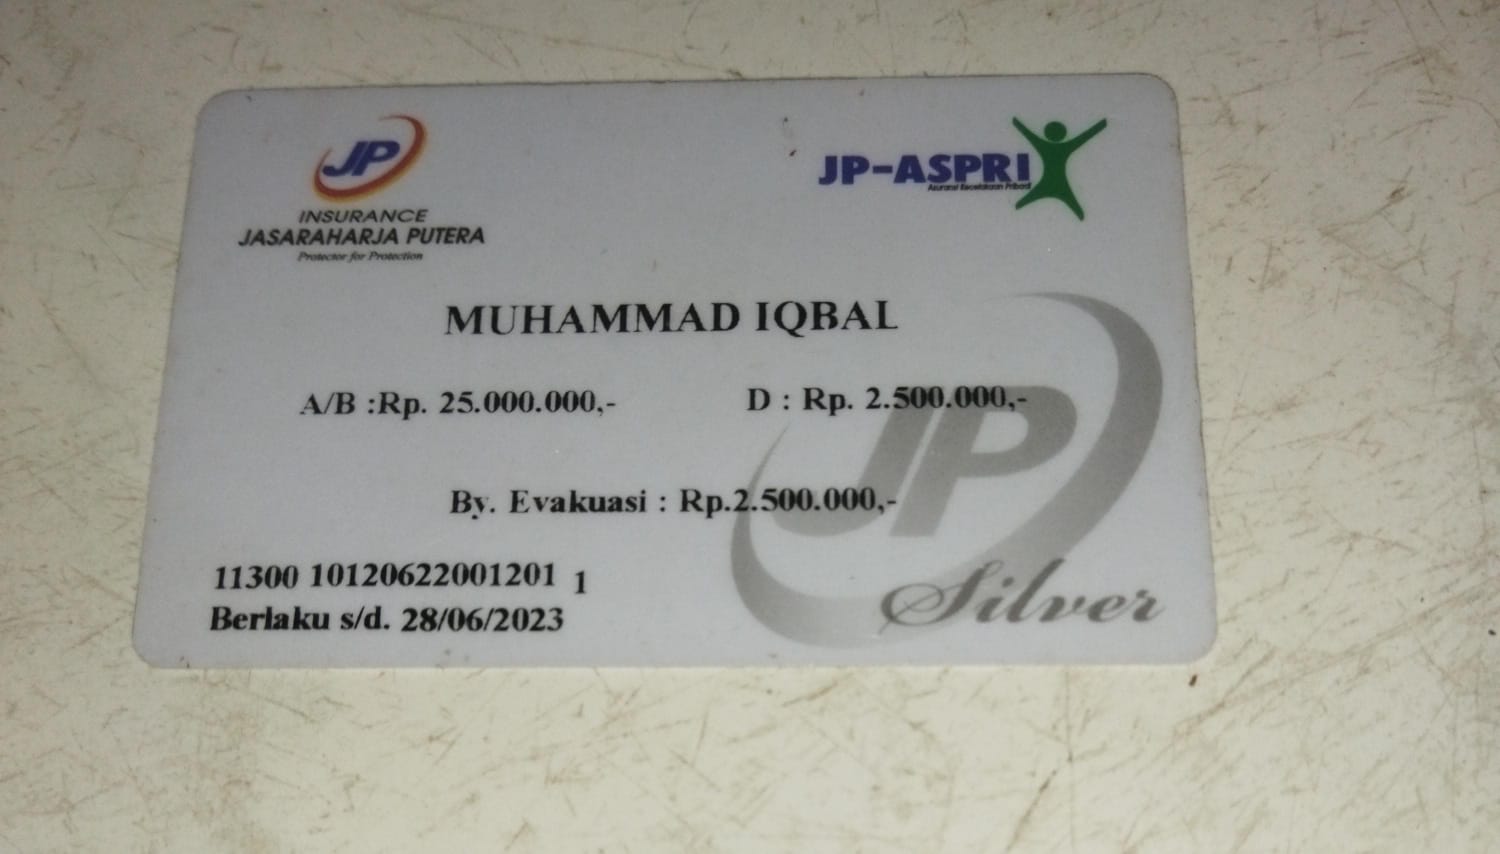 JP
INSURANCE
JASARAHARJA PUTERA
Protector for Protection
JP-ASPRI
Asuransi Kecelakaan Pribadi
MUHAMMAD IQBAL
A/B :Rp. 25.000.000,- D : Rp. 2.500.000,-
By. Evakuasi : Rp.2.500.000,-
JP
11300 10120622001201 1
Berlaku s/d. 28/06/2023
Silver